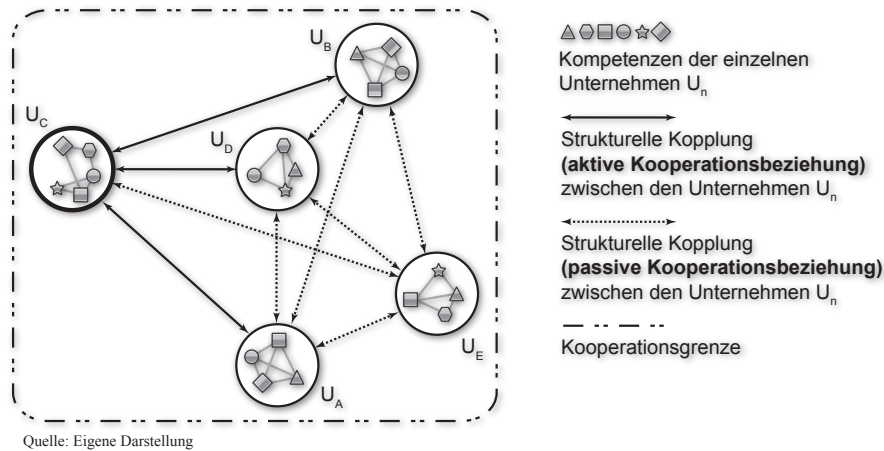 U_B
U_C
U_D
U_E
U_A
Kompetenzen der einzelnen
Unternehmen U_n
Strukturelle Kopplung
(aktive Kooperationsbeziehung)
zwischen den Unternehmen U_n
Strukturelle Kopplung
(passive Kooperationsbeziehung)
zwischen den Unternehmen U_n
Kooperationsgrenze
Quelle: Eigene Darstellung